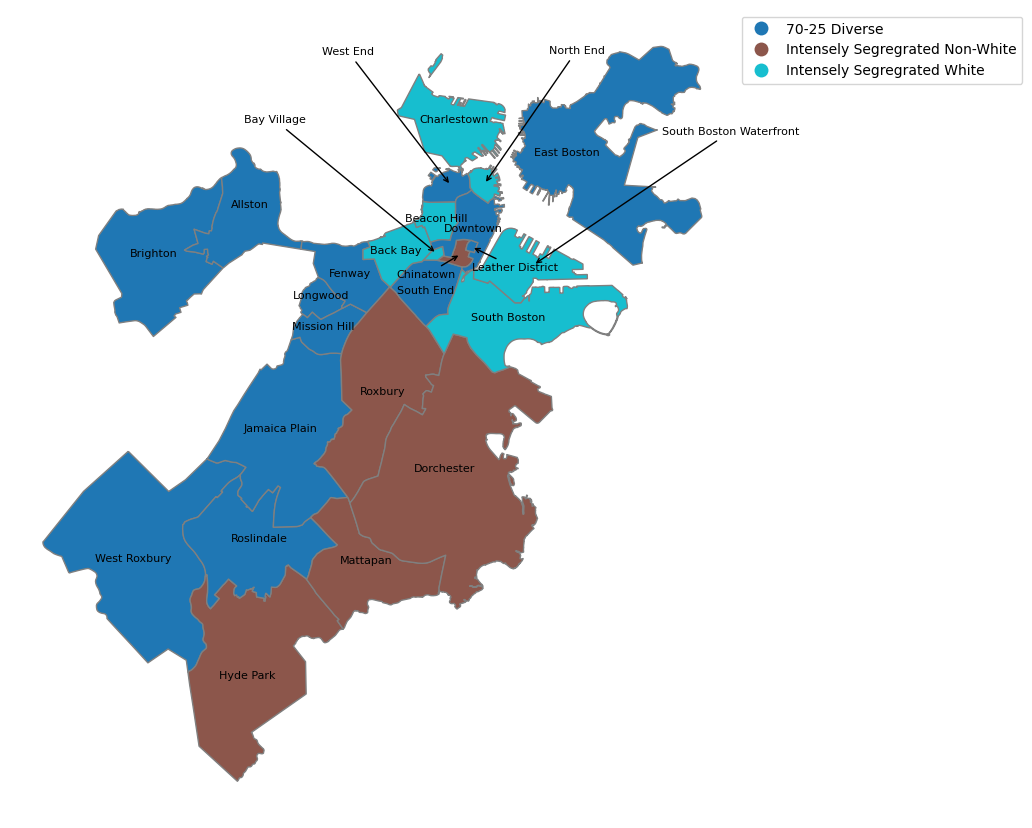 70-25 Diverse
Intensely Segregrated Non-White
Intensely Segregrated White
West End
North End
Bay Village
Charlestown
South Boston Waterfront
East Boston
Allston
Beacon Hill
Downtown
Brighton
Back Bay
Leather District
Fenway
Chinatown
South End
Longwood
South Boston
Mission Hill
Roxbury
Jamaica Plain
Dorchester
Roslindale
West Roxbury
Mattapan
Hyde Park